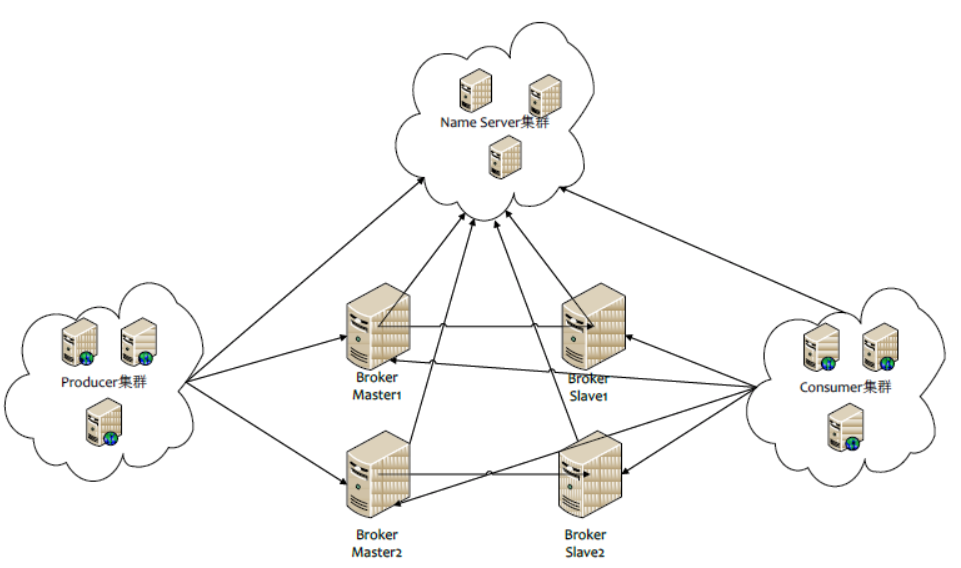 Name Server集群
Producer集群
Consumer集群
Broker
Master1
Broker
Slave1
Broker
Master2
Broker
Slave2